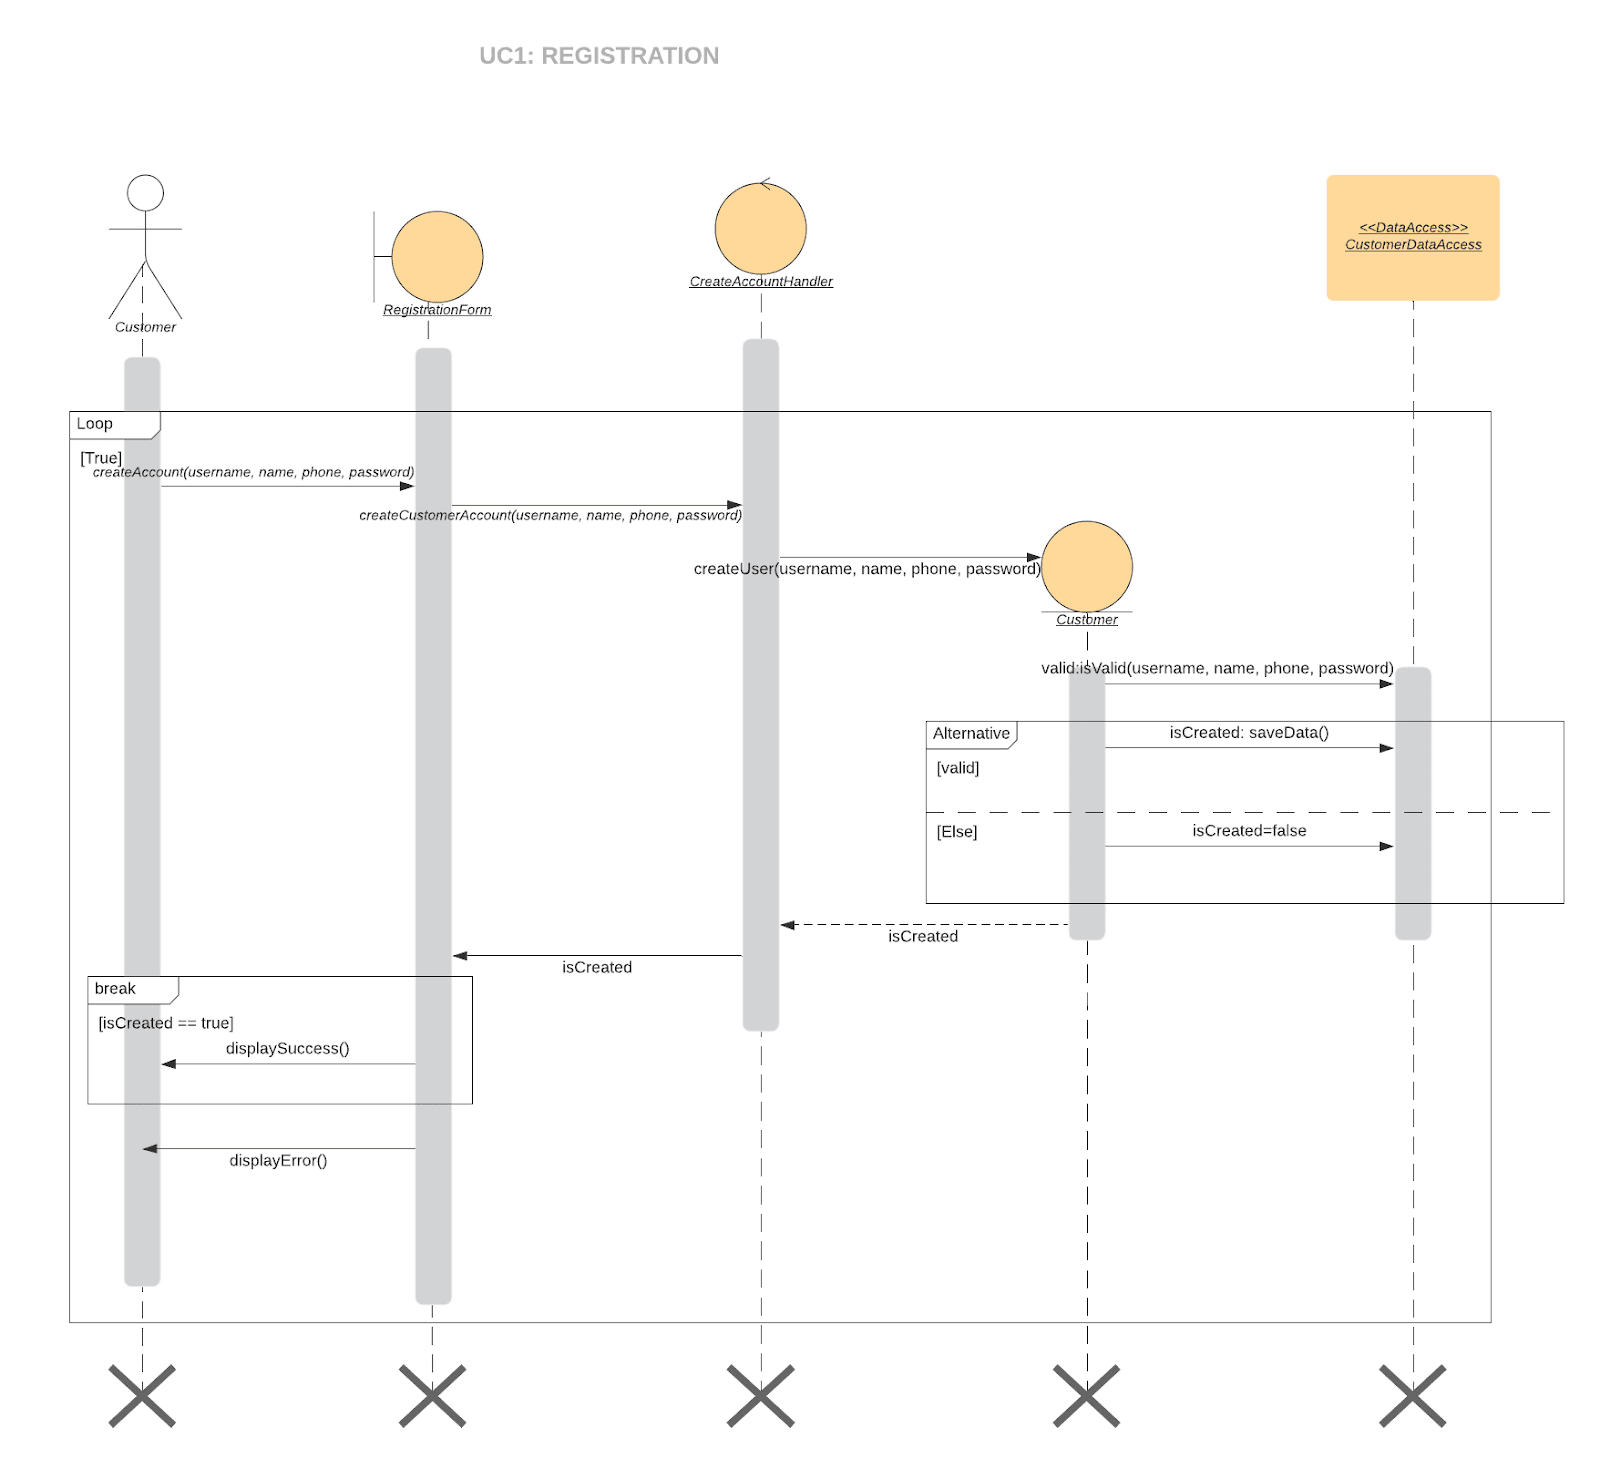 UC1: REGISTRATION
<<DataAccess>>
CustomerDataAccess
CreateAccountHandler
RegistrationForm
Customer
Loop
[True]
createAccount(username, name, phone, password)
createCustomerAccount(username, name, phone, password)
createUser(username, name, phone, password)
Customer
valid:isValid(username, name, phone, password)
Alternative
isCreated: saveData()
[valid]
[Else]
isCreated=false
isCreated
isCreated
break
[isCreated == true]
displaySuccess()
displayError()